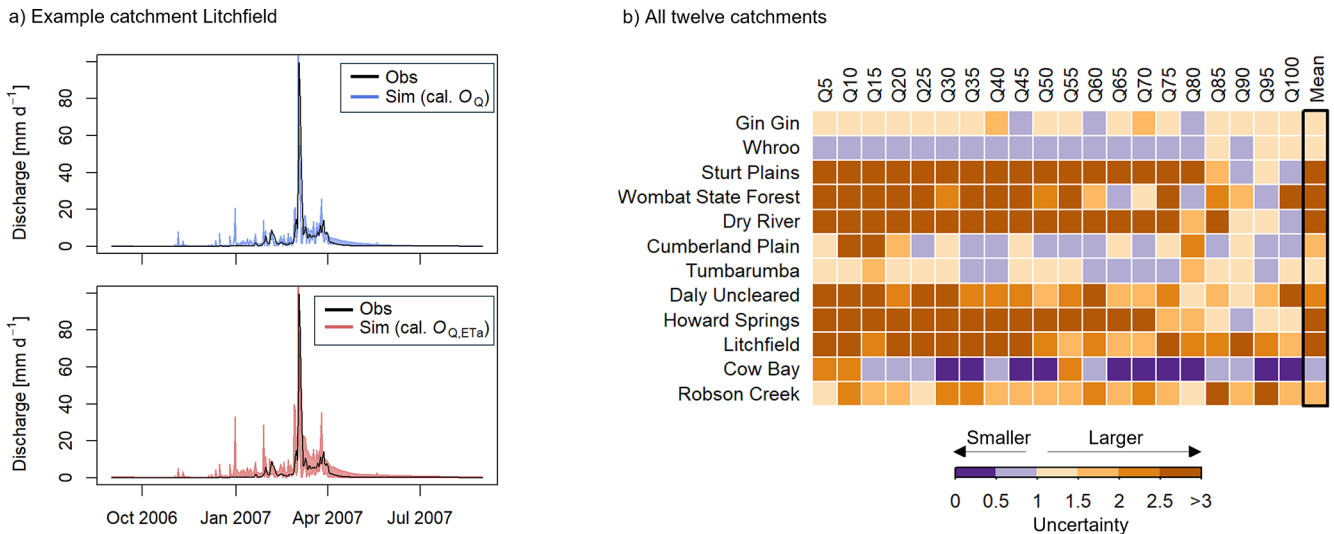 a) Example catchment Litchfield
Discharge [mm d⁻¹]
0 20 40 60 80
Obs
Sim (cal. O_Q)
Oct 2006 Jan 2007 Apr 2007 Jul 2007
Discharge [mm d⁻¹]
0 20 40 60 80
Obs
Sim (cal. O_Q,ETa)
b) All twelve catchments
Q5 Q10 Q15 Q20 Q25 Q30 Q35 Q40 Q45 Q50 Q55 Q60 Q65 Q70 Q75 Q80 Q85 Q90 Q95 Q100 Mean
Gin Gin
Whroo
Sturt Plains
Wombat State Forest
Dry River
Cumberland Plain
Tumbarumba
Daly Uncleared
Howard Springs
Litchfield
Cow Bay
Robson Creek
Smaller Larger
0 0.5 1 1.5 2 2.5 >3
Uncertainty